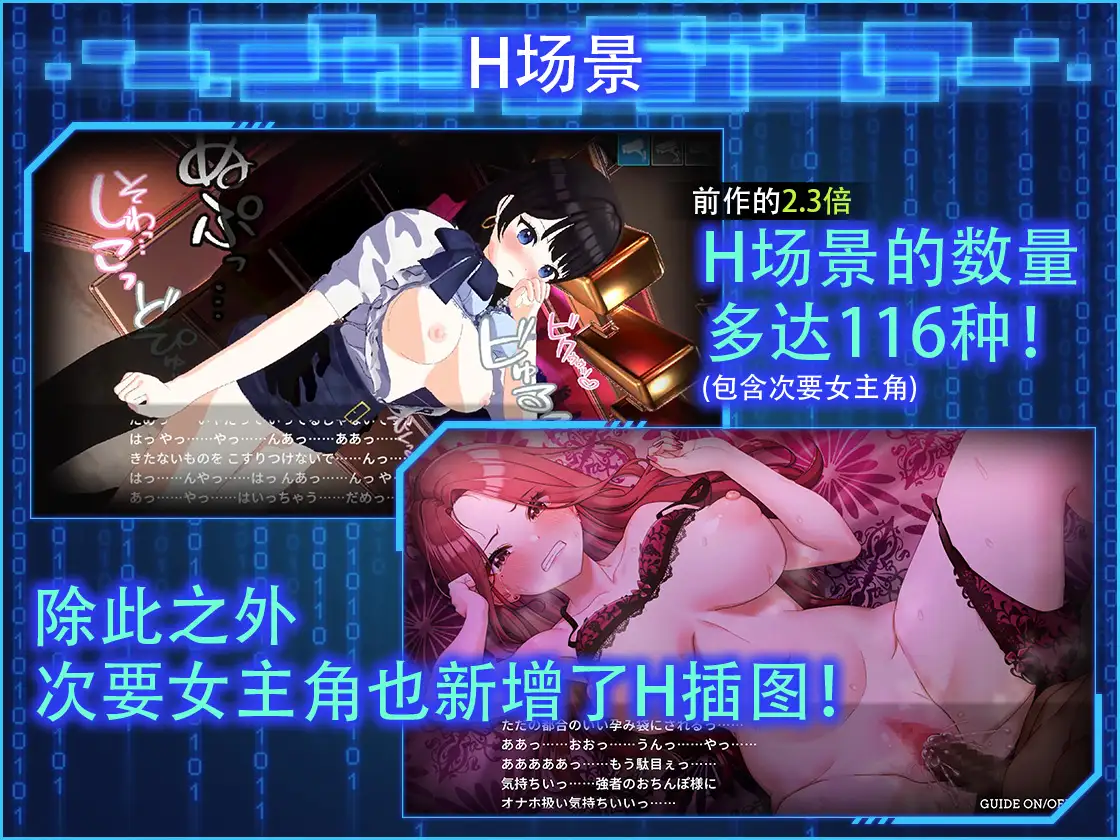 H场景
ぬぷっ…
そわっ…
前作的2.3倍
H场景的数量
多达116种！
(包含次要女主角)
はっ やっ……やっ……んあっ……ああっ……
きたないものを こすりつけないで……んっ……
はっ……んやっ……はっ んあっ……んっ や
あっ……やっ……はいっちゃう……だめっ……
除此之外
次要女主角也新增了H插图！
ただの都合のいい孕み袋にされるっ……
ああっ……おおっ……うんっ……やっ……
あああああっ……もう駄目ぇっ……
気持ちいっ……強者のおちんぽ様に
オナホ扱い気持ちいいっ……
GUIDE ON/OF